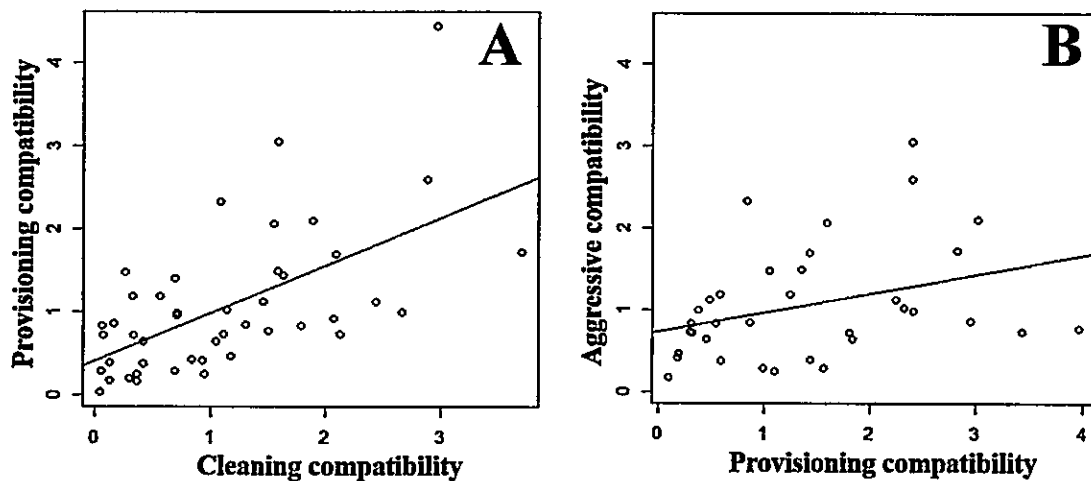 A
Provisioning compatibility
4
3
2
1
0
0 1 2 3
Cleaning compatibility
B
Aggressive compatibility
4
3
2
1
0
0 1 2 3 4
Provisioning compatibility